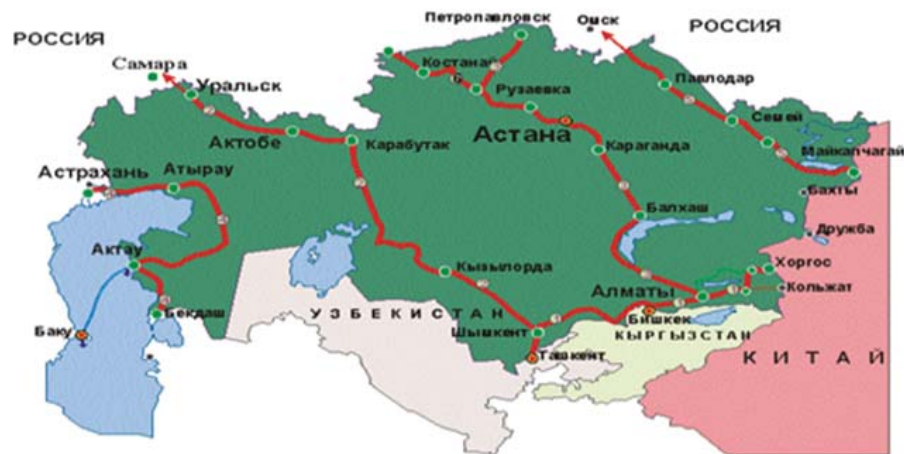 Петропавловск
Омск
РОССИЯ
РОССИЯ
Самара
Костанай
Уральск
Рузаевка
Павлодар
Астана
Семей
Актобе
Карабутак
Караганда
Майкапчагай
Астрахань
Атырау
Бахты
Балхаш
Дружба
Актау
Кызылорда
Хоргос
Алматы
Кольжат
Бекдаш
УЗБЕКИСТАН
Баку
Шымкент
Бишкек
КЫРГЫЗСТАН
Ташкент
КИТАЙ